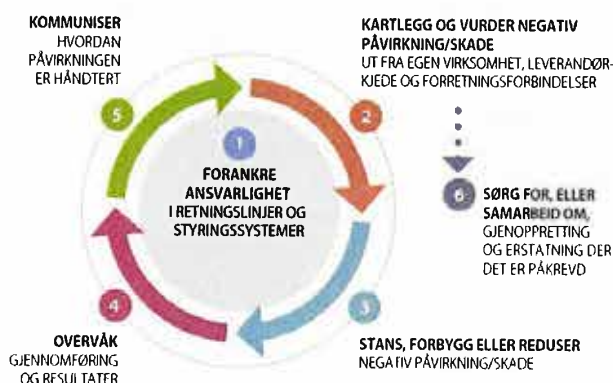 KOMMUNISER
HVORDAN
PÅVIRKNINGEN
ER HÅNDTERT
5
1
FORANKRE
ANSVARLIGHET
I RETNINGSLINJER OG
STYRINGSSYSTEMER
KARTLEGG OG VURDER NEGATIV
PÅVIRKNING/SKADE
UT FRA EGEN VIRKSOMHET, LEVERANDØR-
KJEDE OG FORRETNINGSFORBINDELSER
2
6
SØRG FOR, ELLER
SAMARBEID OM,
GJENOPPRETTING
OG ERSTATNING DER
DET ER PÅKREVD
3
STANS, FORBYGG ELLER REDUSER
NEGATIV PÅVIRKNING/SKADE
4
OVERVÅK
GJENNOMFØRING
OG RESULTATER